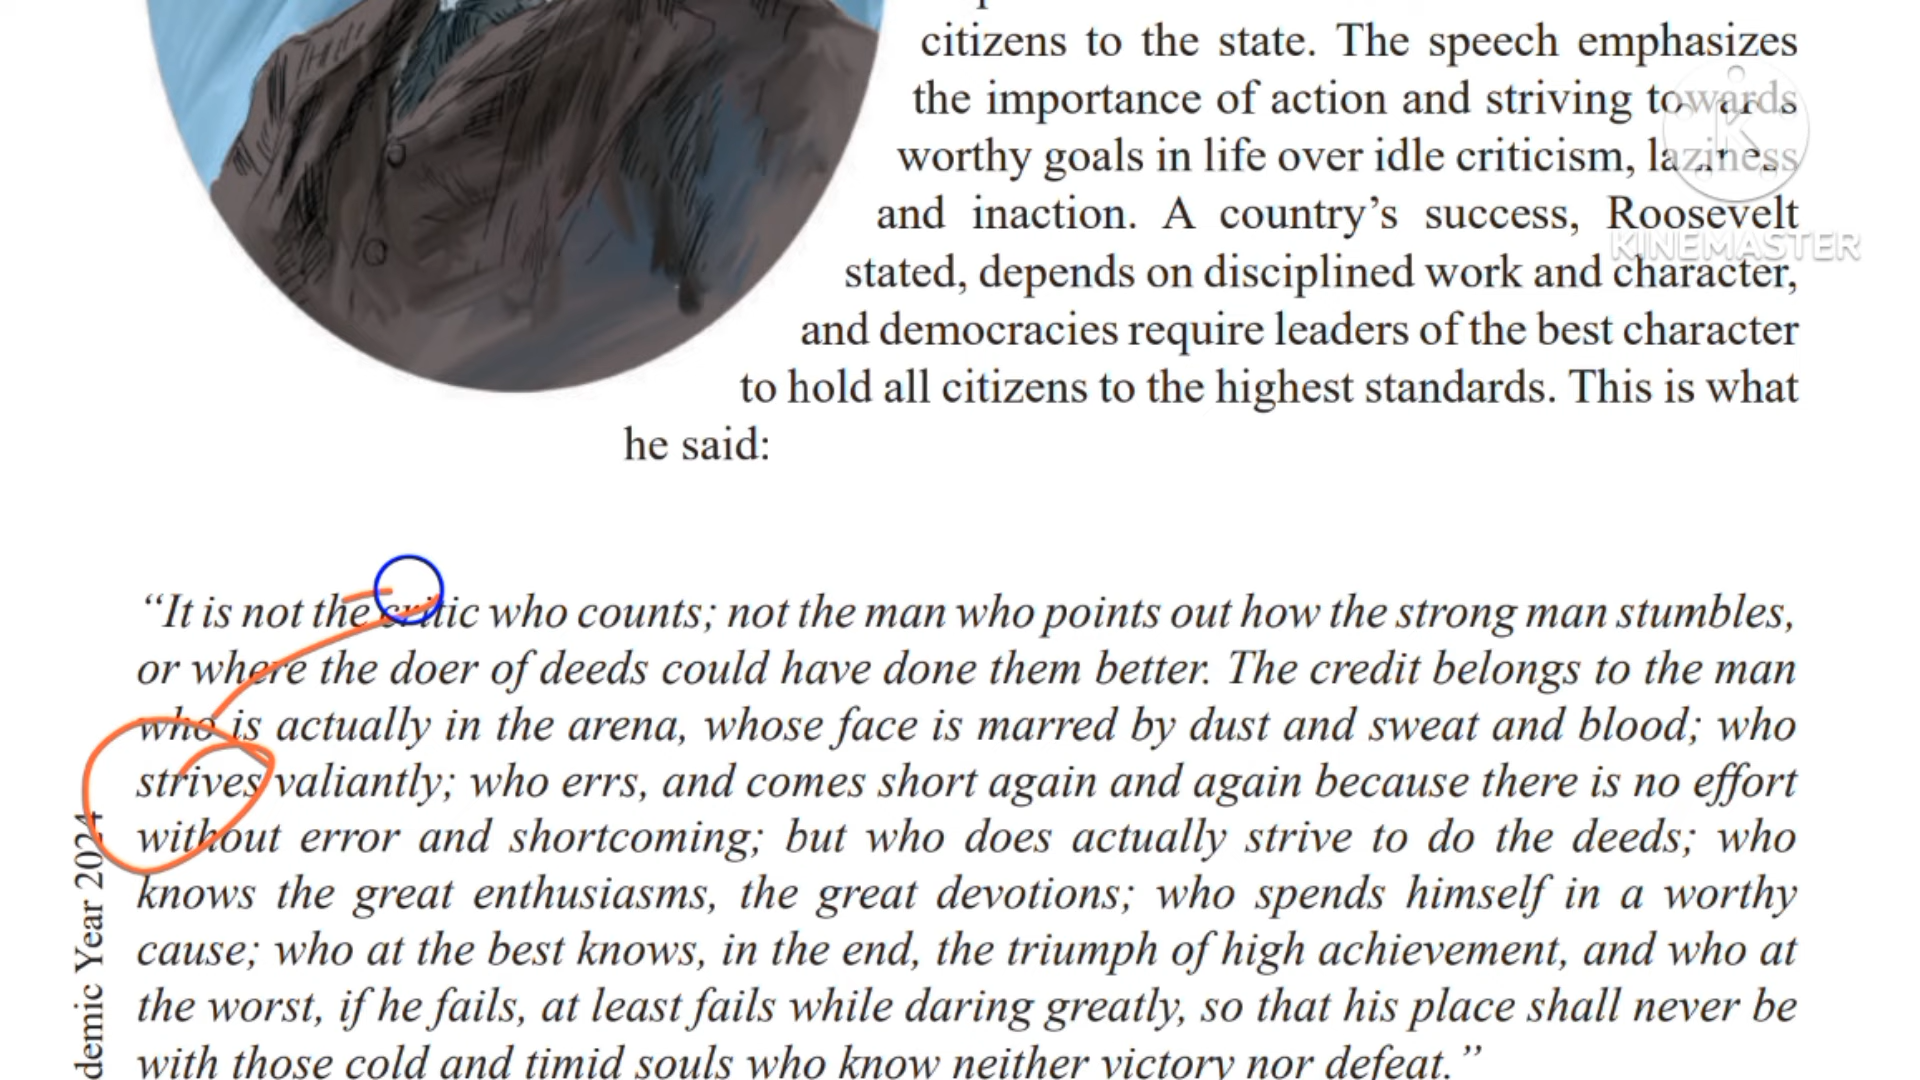 citizens to the state. The speech emphasizes
the importance of action and striving towards
worthy goals in life over idle criticism, laziness
and inaction. A country’s success, Roosevelt
stated, depends on disciplined work and character,
and democracies require leaders of the best character
to hold all citizens to the highest standards. This is what
he said:
“It is not the critic who counts; not the man who points out how the strong man stumbles,
or where the doer of deeds could have done them better. The credit belongs to the man
who is actually in the arena, whose face is marred by dust and sweat and blood; who
strives valiantly; who errs, and comes short again and again because there is no effort
without error and shortcoming; but who does actually strive to do the deeds; who
knows the great enthusiasms, the great devotions; who spends himself in a worthy
cause; who at the best knows, in the end, the triumph of high achievement, and who at
the worst, if he fails, at least fails while daring greatly, so that his place shall never be
with those cold and timid souls who know neither victory nor defeat.”
demic Year 2024
K
KINEMASTER